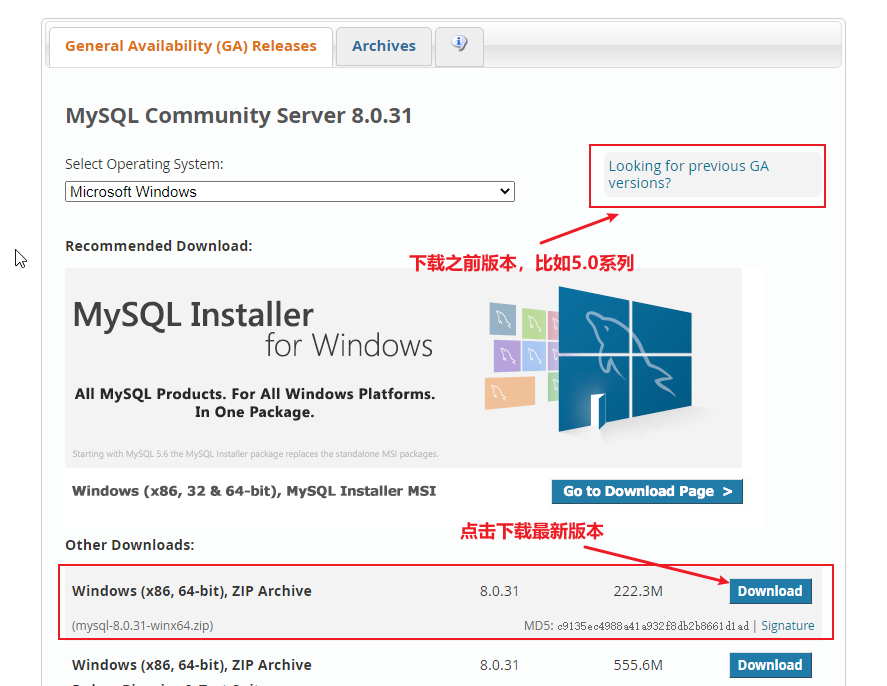 General Availability (GA) Releases
Archives
MySQL Community Server 8.0.31
Select Operating System:
Looking for previous GA
versions?
Microsoft Windows
Recommended Download:
下载之前版本，比如5.0系列
MySQL Installer
for Windows
All MySQL Products. For All Windows Platforms.
In One Package.
Starting with MySQL 5.6 the MySQL Installer package replaces the standalone MSI packages.
Windows (x86, 32 & 64-bit), MySQL Installer MSI
Go to Download Page >
点击下载最新版本
Other Downloads:
Windows (x86, 64-bit), ZIP Archive
8.0.31
222.3M
Download
(mysql-8.0.31-winx64.zip)
MD5: c9135ec4988a41a932f8db2b8661d1ad | Signature
Windows (x86, 64-bit), ZIP Archive
8.0.31
555.6M
Download